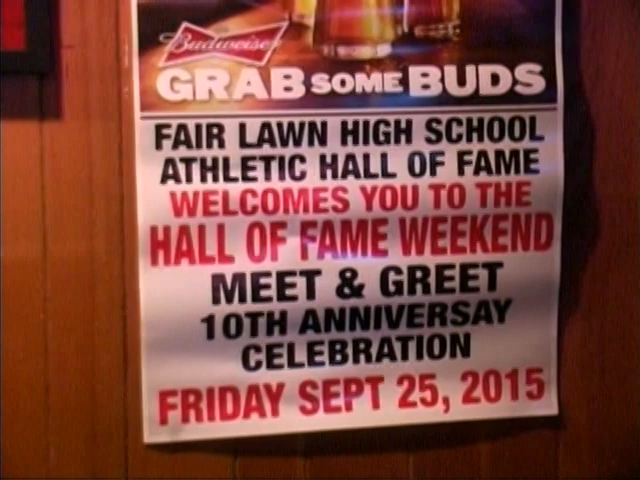 Budweiser
GRAB SOME BUDS
FAIR LAWN HIGH SCHOOL
ATHLETIC HALL OF FAME
WELCOMES YOU TO THE
HALL OF FAME WEEKEND
MEET & GREET
10TH ANNIVERSAY
CELEBRATION
FRIDAY SEPT 25, 2015